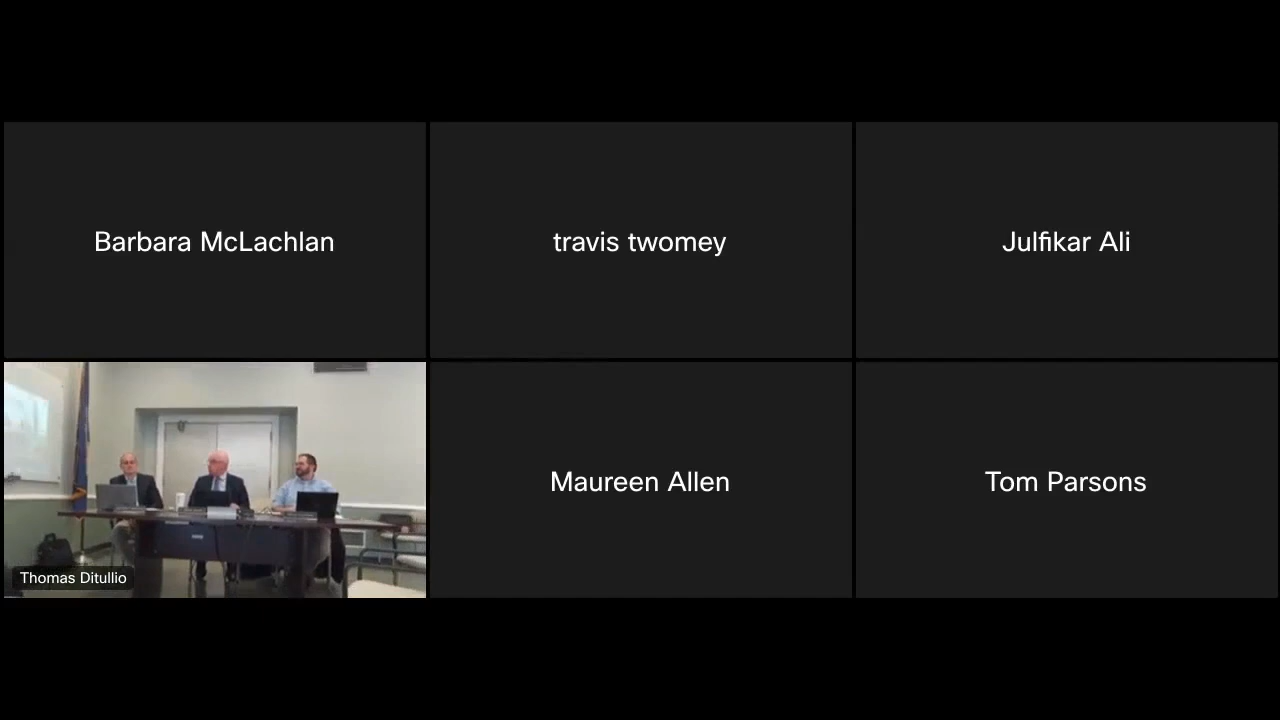 Barbara McLachlan
travis twomey
Julfikar Ali
Thomas Ditullio
Maureen Allen
Tom Parsons